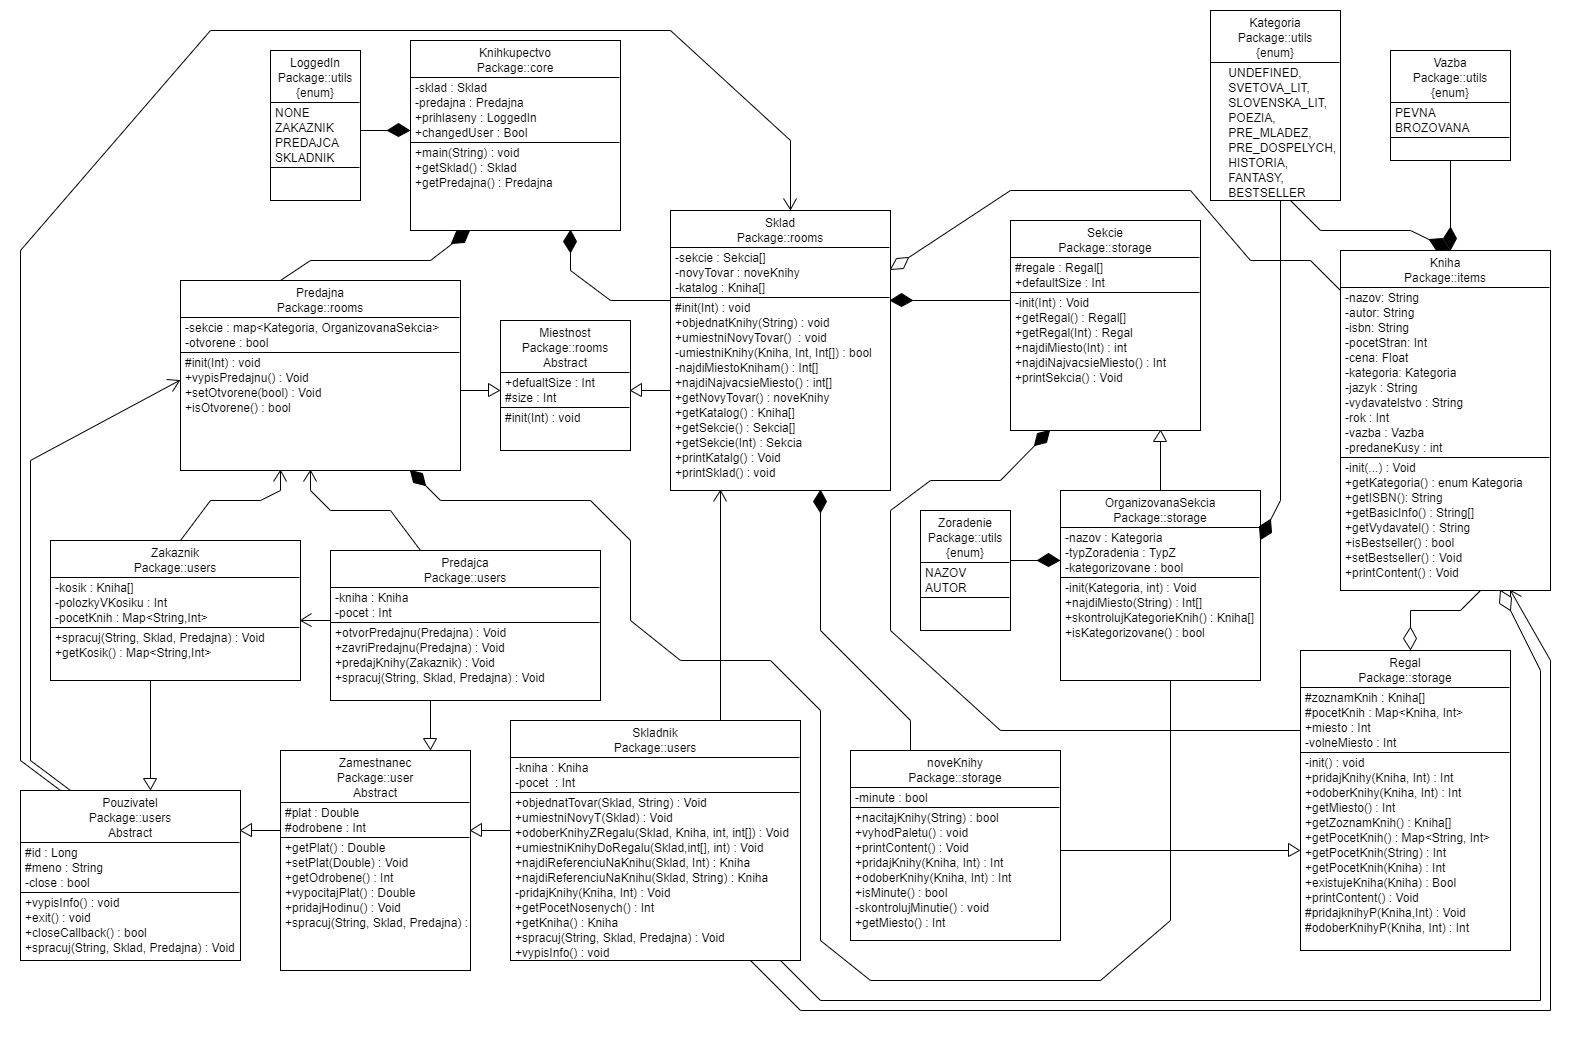 LoggedIn
Package::utils
{enum}
NONE
ZAKAZNIK
PREDAJCA
SKLADNIK
Knihkupectvo
Package::core
-sklad : Sklad
-predajna : Predajna
+prihlaseny : LoggedIn
+changedUser : Bool
+main(String) : void
+getSklad() : Sklad
+getPredajna() : Predajna
Kategoria
Package::utils
{enum}
UNDEFINED,
SVETOVA_LIT,
SLOVENSKA_LIT,
POEZIA,
PRE_MLADEZ,
PRE_DOSPELYCH,
HISTORIA,
FANTASY,
BESTSELLER
Vazba
Package::utils
{enum}
PEVNA
BROZOVANA
Predajna
Package::rooms
-sekcie : map<Kategoria, OrganizovanaSekcia>
-otvorene : bool
#init(Int) : void
+vypisPredajnu() : Void
+setOtvorene(bool) : Void
+isOtvorene() : bool
Miestnost
Package::rooms
Abstract
+defualtSize : Int
#size : Int
#init(Int) : void
Sklad
Package::rooms
-sekcie : Sekcia[]
-novyTovar : noveKnihy
-katalog : Kniha[]
#init(Int) : void
+objednatKnihy(String) : void
+umiestniNovyTovar()  : void
-umiestniKnihy(Kniha, Int, Int[]) : bool
-najdiMiestoKniham() : Int[]
+najdiNajvacsieMiesto() : int[]
+getNovyTovar() : noveKnihy
+getKatalog() : Kniha[]
+getSekcie() : Sekcia[]
+getSekcie(Int) : Sekcia
+printKatalg() : Void
+printSklad() : void
Sekcie
Package::storage
#regale : Regal[]
+defaultSize : Int
-init(Int) : Void
+getRegal() : Regal[]
+getRegal(Int) : Regal
+najdiMiesto(Int) : int
+najdiNajvacsieMiesto() : Int
+printSekcia() : Void
Kniha
Package::items
-nazov: String
-autor: String
-isbn: String
-pocetStran: Int
-cena: Float
-kategoria: Kategoria
-jazyk : String
-vydavatelstvo : String
-rok : Int
-vazba : Vazba
-predaneKusy : int
-init(...) : Void
+getKategoria() : enum Kategoria
+getISBN(): String
+getBasicInfo() : String[]
+getVydavatel() : String
+isBestseller() : bool
+setBestseller() : Void
+printContent() : Void
Zoradenie
Package::utils
{enum}
NAZOV
AUTOR
OrganizovanaSekcia
Package::storage
-nazov : Kategoria
-typZoradenia : TypZ
-kategorizovane : bool
-init(Kategoria, int) : Void
+najdiMiesto(String) : Int[]
+skontrolujKategorieKnih() : Kniha[]
+isKategorizovane() : bool
Zakaznik
Package::users
-kosik : Kniha[]
-polozkyVKosiku : Int
-pocetKnih : Map<String,Int>
+spracuj(String, Sklad, Predajna) : Void
+getKosik() : Map<String,Int>
Predajca
Package::users
-kniha : Kniha
-pocet : Int
+otvorPredajnu(Predajna) : Void
+zavriPredajnu(Predajna) : Void
+predajKnihy(Zakaznik) : Void
+spracuj(String, Sklad, Predajna) : Void
Regal
Package::storage
#zoznamKnih : Kniha[]
#pocetKnih : Map<Kniha, Int>
+miesto : Int
-volneMiesto : Int
-init() : void
+pridajKnihy(Kniha, Int) : Int
+odoberKnihy(Kniha, Int) : Int
+getMiesto() : Int
+getZoznamKnih() : Kniha[]
+getPocetKnih() : Map<String, Int>
+getPocetKnih(String) : Int
+getPocetKnih(Kniha) : Int
+existujeKniha(Kniha) : Bool
+printContent() : Void
#pridajknihyP(Kniha,Int) : Void
#odoberKnihyP(Kniha, Int) : Int
Pouzivatel
Package::users
Abstract
#id : Long
#meno : String
-close : bool
+vypisInfo() : void
+exit() : void
+closeCallback() : bool
+spracuj(String, Sklad, Predajna) : Void
Zamestnanec
Package::user
Abstract
#plat : Double
#odrobene : Int
+getPlat() : Double
+setPlat(Double) : Void
+getOdrobene() : Int
+vypocitajPlat() : Double
+pridajHodinu() : Void
+spracuj(String, Sklad, Predajna) :
Skladnik
Package::users
-kniha : Kniha
-pocet  : Int
+objednatTovar(Sklad, String) : Void
+umiestniNovyT(Sklad) : Void
+odoberKnihyZRegalu(Sklad, Kniha, int, int[]) : Void
+umiestniKnihyDoRegalu(Sklad,int[], int) : Void
+najdiReferenciuNaKnihu(Sklad, Int) : Kniha
+najdiReferenciuNaKnihu(Sklad, String) : Kniha
-pridajKnihy(Kniha, Int) : Void
+getPocetNosenych() : Int
+getKniha() : Kniha
+spracuj(String, Sklad, Predajna) : Void
+vypisInfo() : void
noveKnihy
Package::storage
-minute : bool
+nacitajKnihy(String) : bool
+vyhodPaletu() : void
+printContent() : Void
+pridajKnihy(Kniha, Int) : Int
+odoberKnihy(Kniha, Int) : Int
+isMinute() : bool
-skontrolujMinutie() : void
+getMiesto() : Int